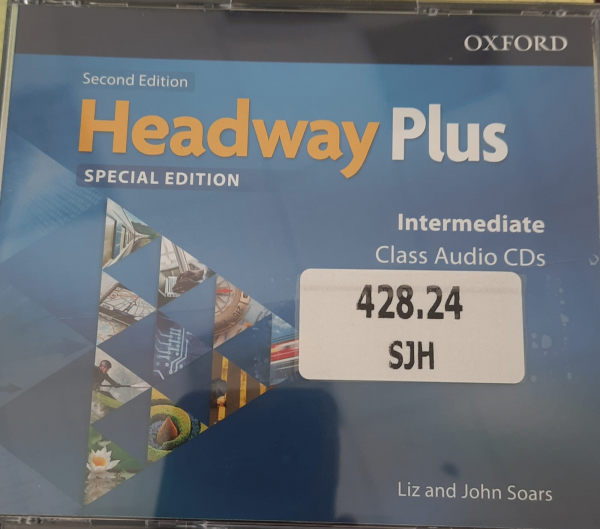 OXFORD
Second Edition
Headway Plus
SPECIAL EDITION
Intermediate
Class Audio CDs
428.24
SJH
Liz and John Soars